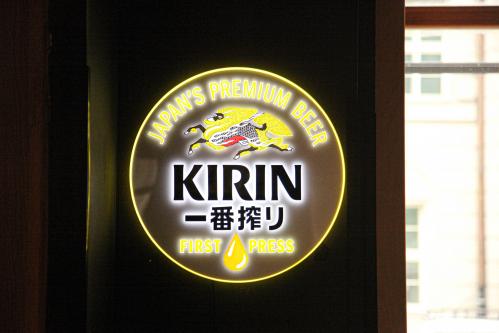 JAPAN'S PREMIUM BEER
KIRIN
一番搾り
FIRST PRESS